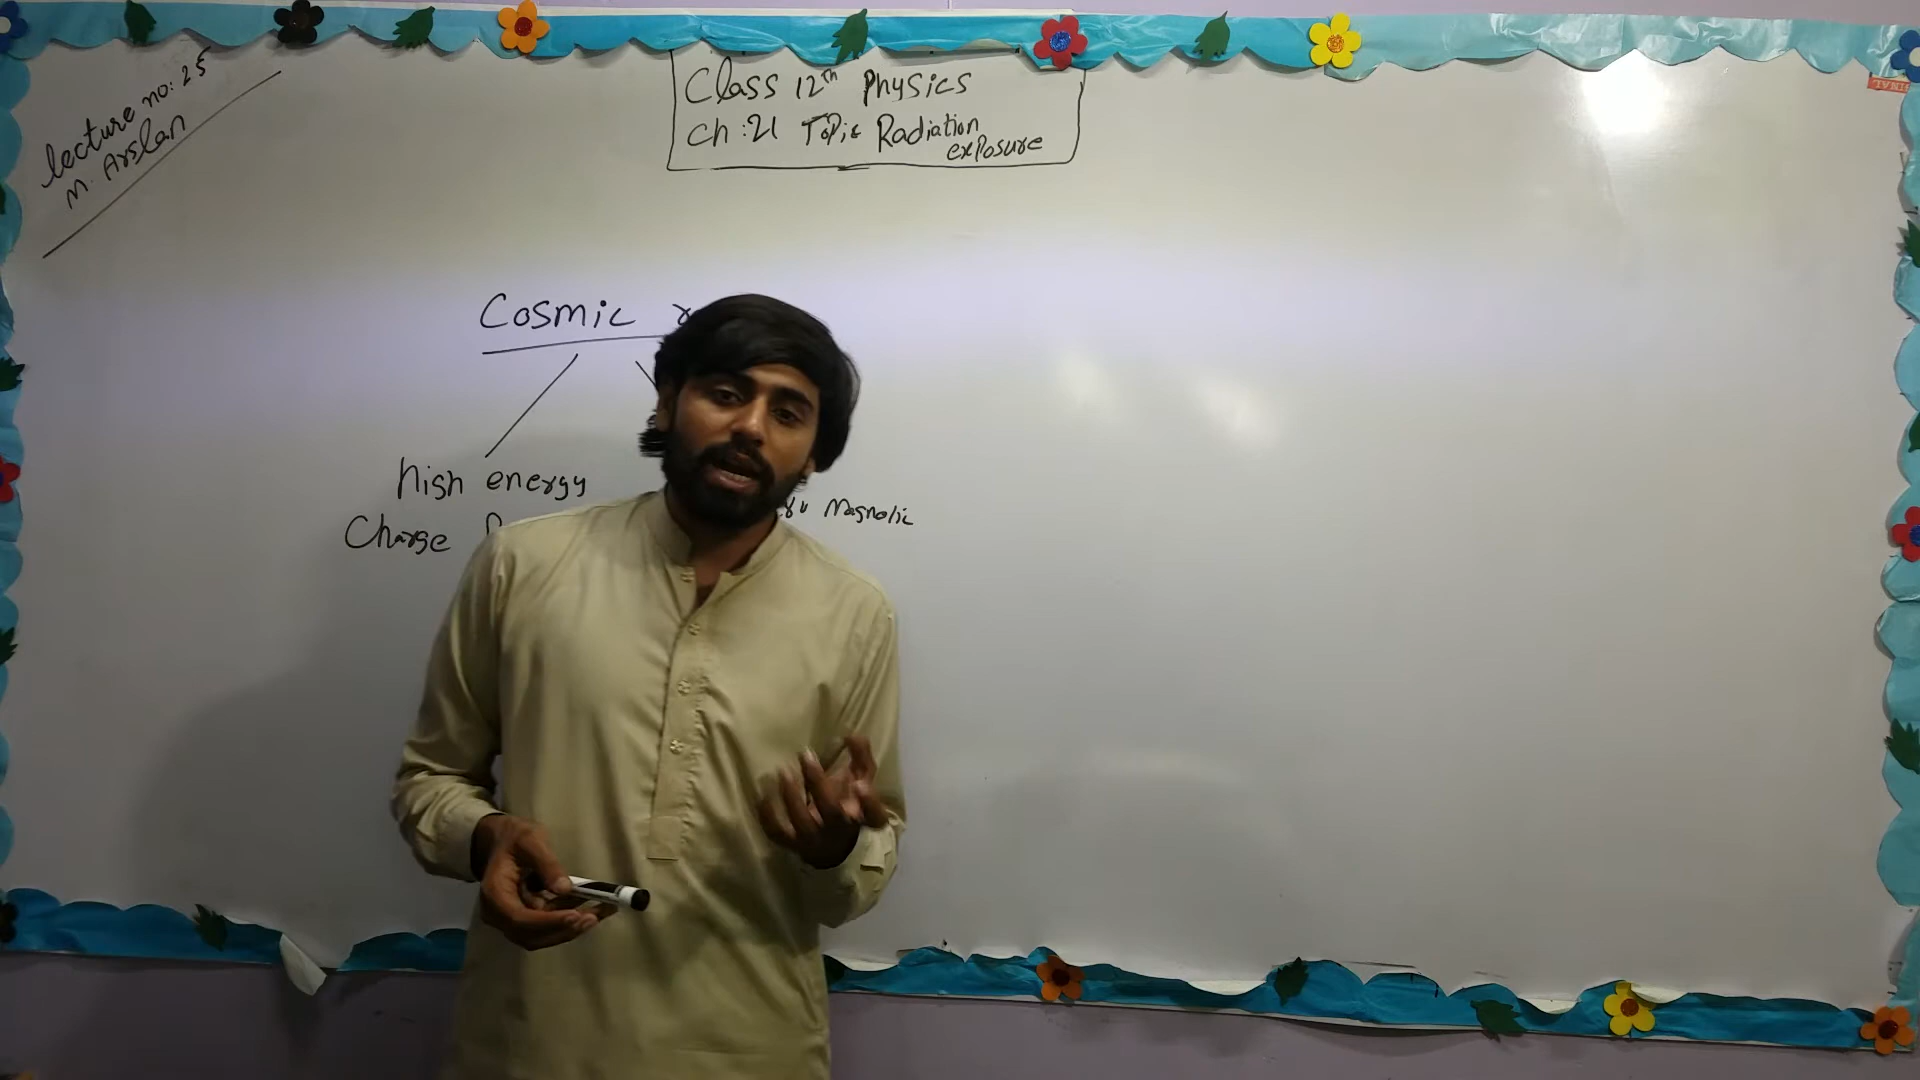 lecture no: 25
M. Arslan
Class 12th Physics
Ch:21 Topic Radiation
exposure
Cosmic
high energy
Charge
Magnetic